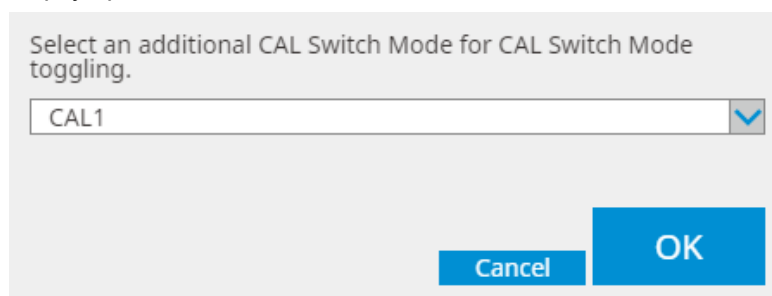 Select an additional CAL Switch Mode for CAL Switch Mode
toggling.
CAL1
Cancel
OK